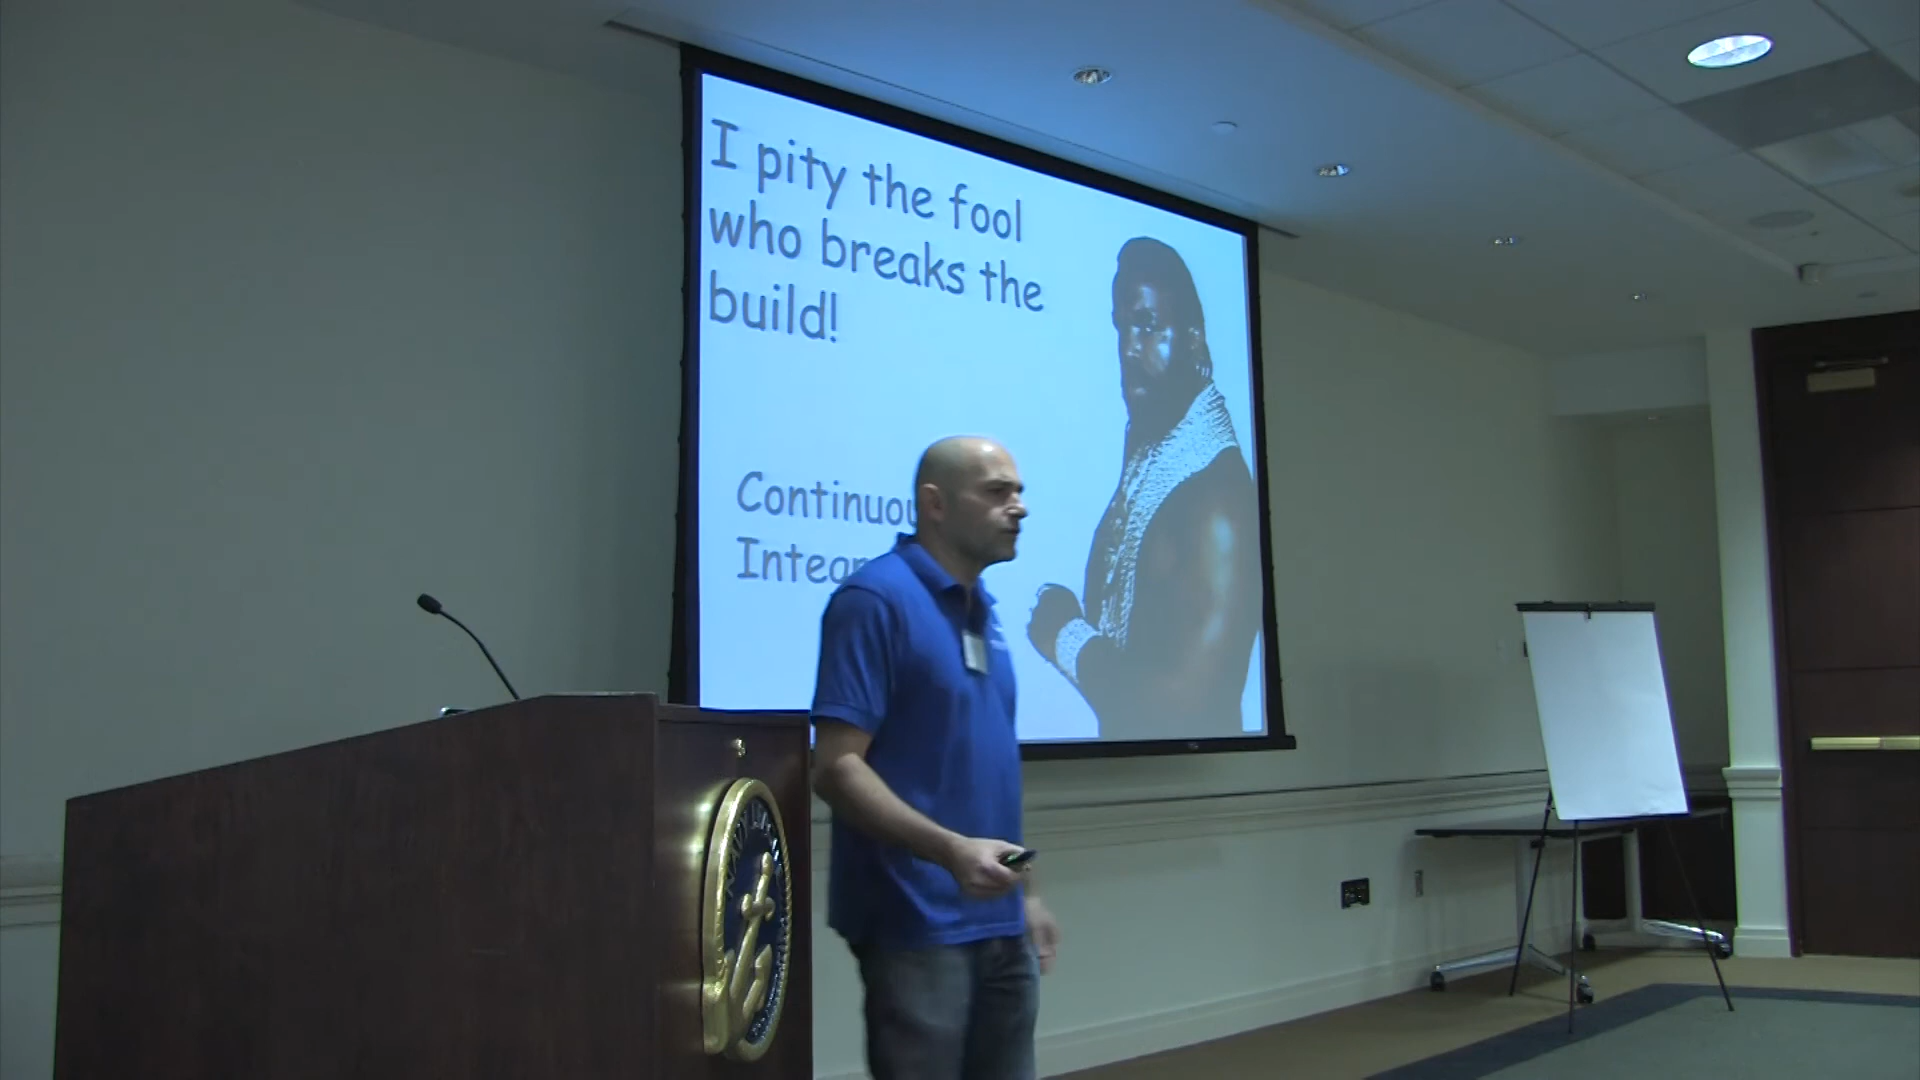 I pity the fool
who breaks the
build!
Continuou
Integr